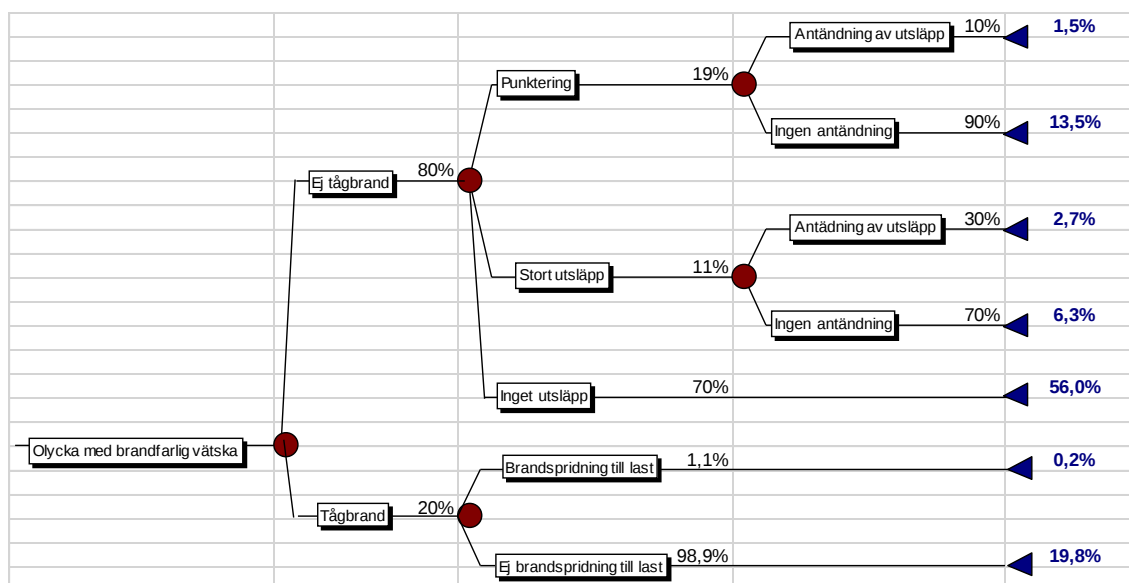 Antändning av utsläpp 10% 1,5%
Punktering 19%
Ingen antändning 90% 13,5%
Ej tågbrand 80%
Antädning av utsläpp 30% 2,7%
Stort utsläpp 11%
Ingen antändning 70% 6,3%
Inget utsläpp 70% 56,0%
Olycka med brandfarlig vätska
Brandspridning till last 1,1% 0,2%
Tågbrand 20%
Ej brandspridning till last 98,9% 19,8%